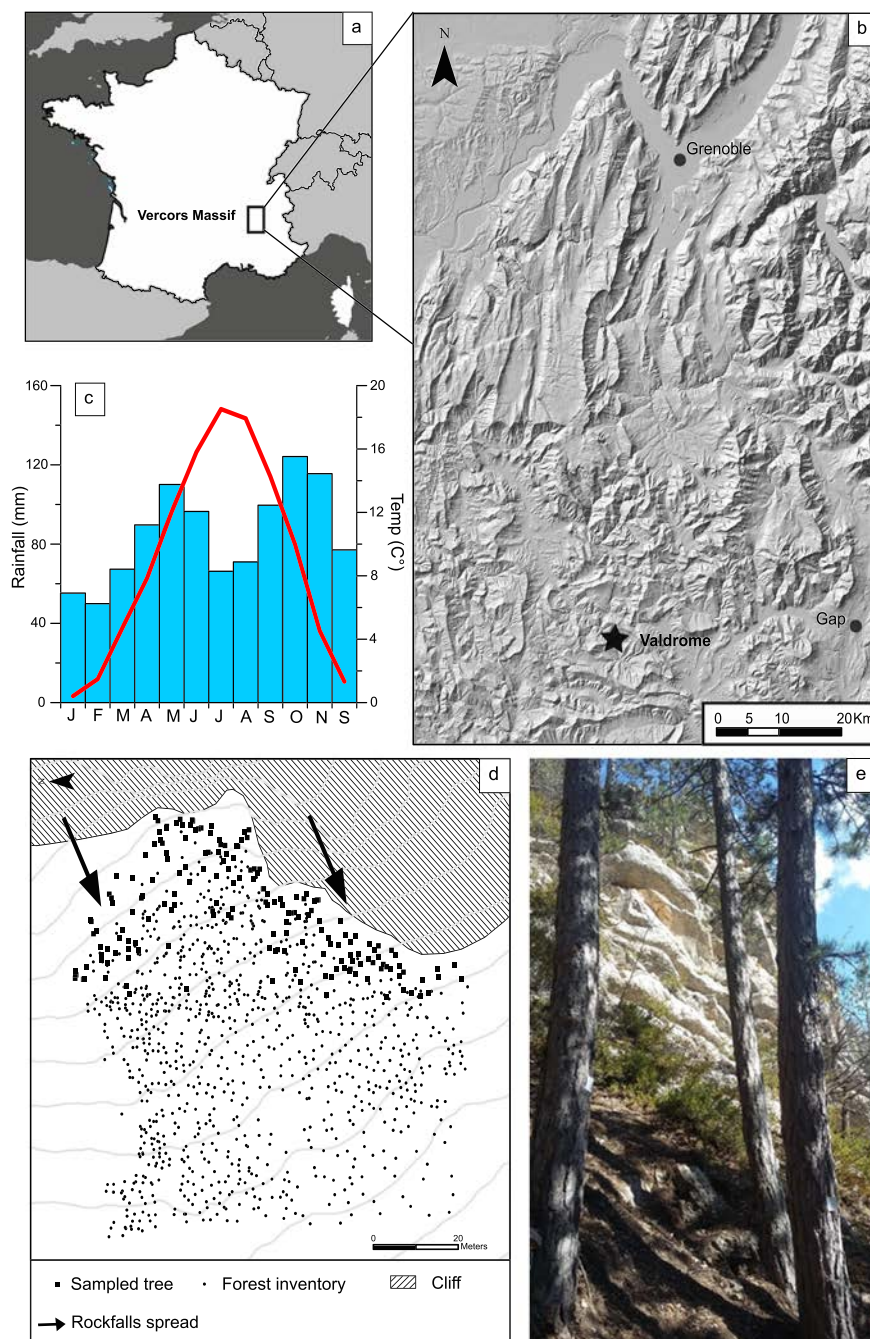 a
Vercors Massif
b
N
Grenoble
Valdrome
Gap
0 5 10 20Km
c
160
120
80
40
0
Rainfall (mm)
20
16
12
8
4
0
Temp (C°)
J F M A M J J A S O N S
d
0 20
Meters
e
Sampled tree Forest inventory Cliff
Rockfalls spread